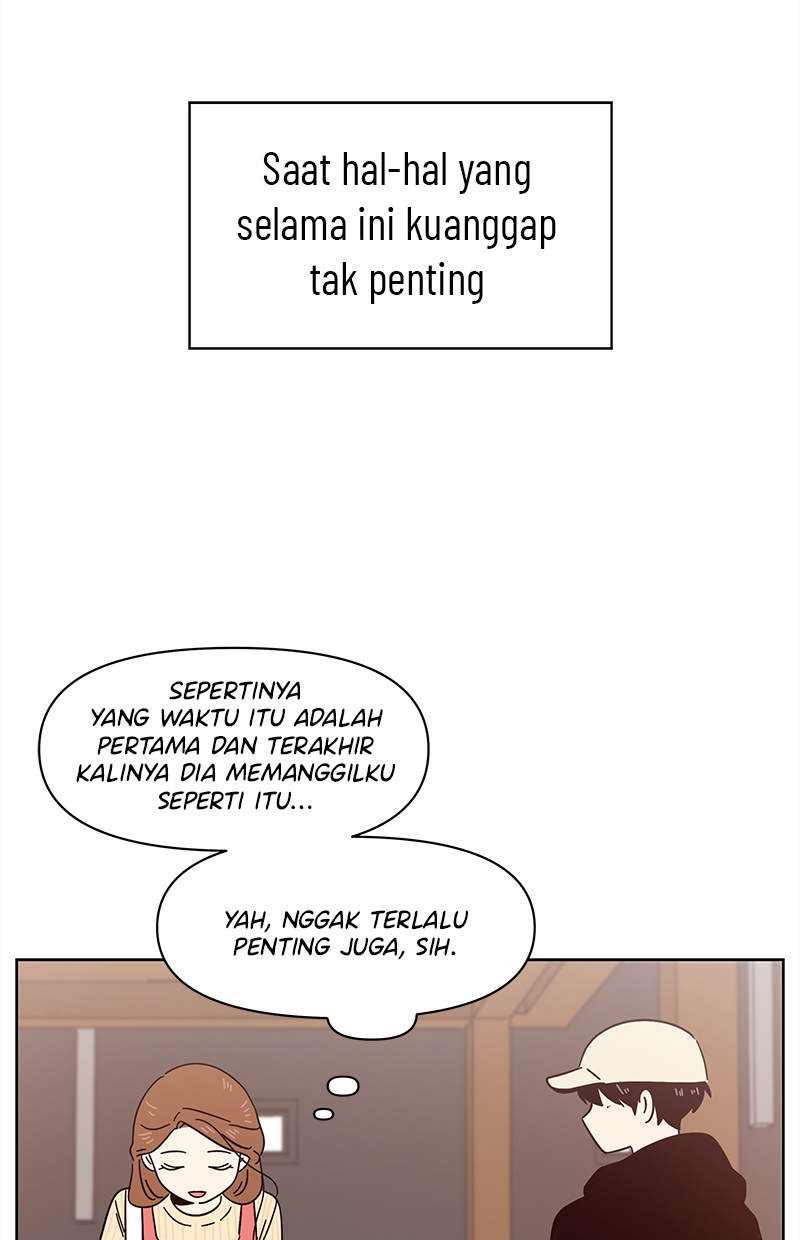 Saat hal-hal yang
selama ini kuanggap
tak penting
SEPERTINYA
YANG WAKTU ITU ADALAH
PERTAMA DAN TERAKHIR
KALINYA DIA MEMANGGILKU
SEPERTI ITU...
YAH, NGGAK TERLALU
PENTING JUGA, SIH.